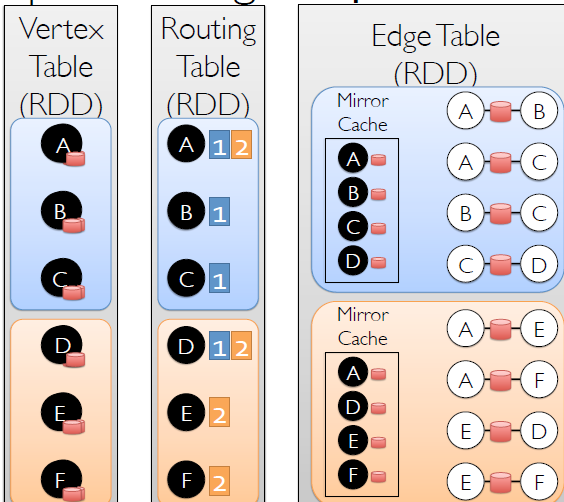 Vertex
Table
(RDD)
A
B
C
D
E
F
Routing
Table
(RDD)
A 1 2
B 1
C 1
D 1 2
E 2
F 2
Edge Table
(RDD)
Mirror
Cache
A
B
C
D
A B
A C
B C
C D
Mirror
Cache
A
D
E
F
A E
A F
E D
E F